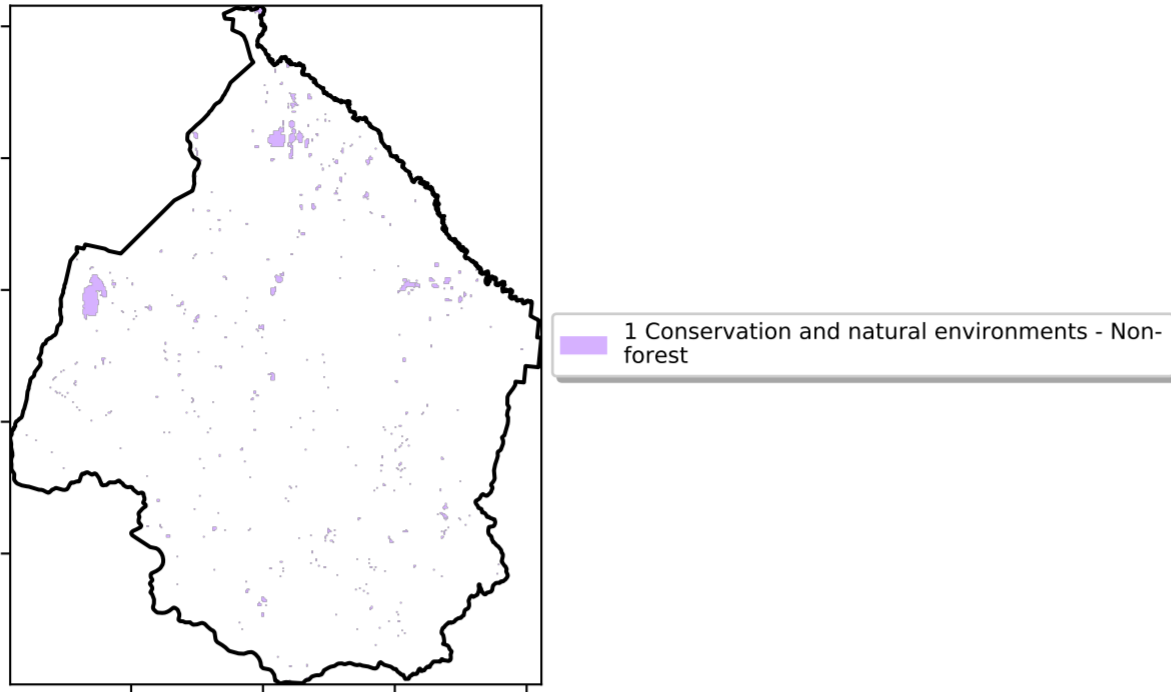 1 Conservation and natural environments - Non-
forest